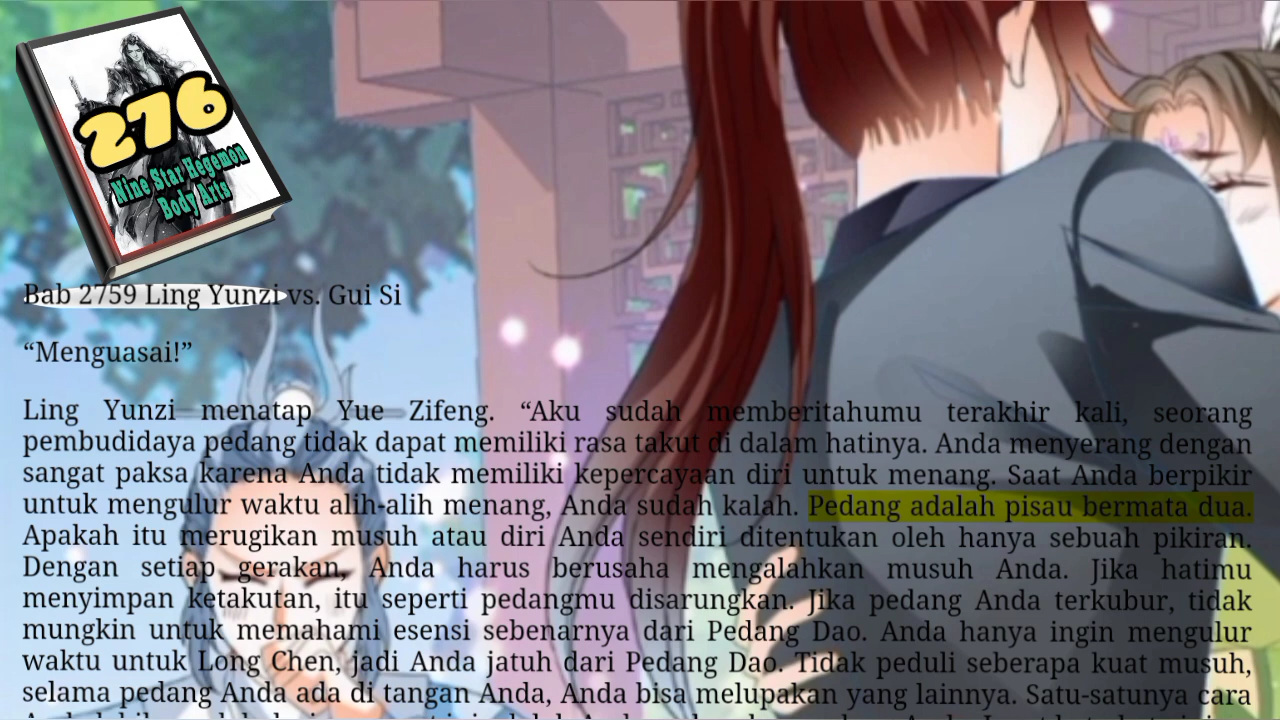 276
Nine Star Hegemon
Body Arts
Bab 2759 Ling Yunzi vs. Gui Si
“Menguasai!”
Ling Yunzi menatap Yue Zifeng. “Aku sudah memberitahumu terakhir kali, seorang
pembudidaya pedang tidak dapat memiliki rasa takut di dalam hatinya. Anda menyerang dengan
sangat paksa karena Anda tidak memiliki kepercayaan diri untuk menang. Saat Anda berpikir
untuk mengulur waktu alih-alih menang, Anda sudah kalah. Pedang adalah pisau bermata dua.
Apakah itu merugikan musuh atau diri Anda sendiri ditentukan oleh hanya sebuah pikiran.
Dengan setiap gerakan, Anda harus berusaha mengalahkan musuh Anda. Jika hatimu
menyimpan ketakutan, itu seperti pedangmu disarungkan. Jika pedang Anda terkubur, tidak
mungkin untuk memahami esensi sebenarnya dari Pedang Dao. Anda hanya ingin mengulur
waktu untuk Long Chen, jadi Anda jatuh dari Pedang Dao. Tidak peduli seberapa kuat musuh,
selama pedang Anda ada di tangan Anda, Anda bisa melupakan yang lainnya. Satu-satunya cara